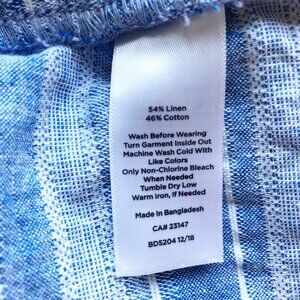 54% Linen
46% Cotton
Wash Before Wearing
Turn Garment Inside Out
Machine Wash Cold With
Like Colors
Only Non-Chlorine Bleach
When Needed
Tumble Dry Low
Warm Iron, If Needed
Made in Bangladesh
CA# 23147
BD5204 12/18